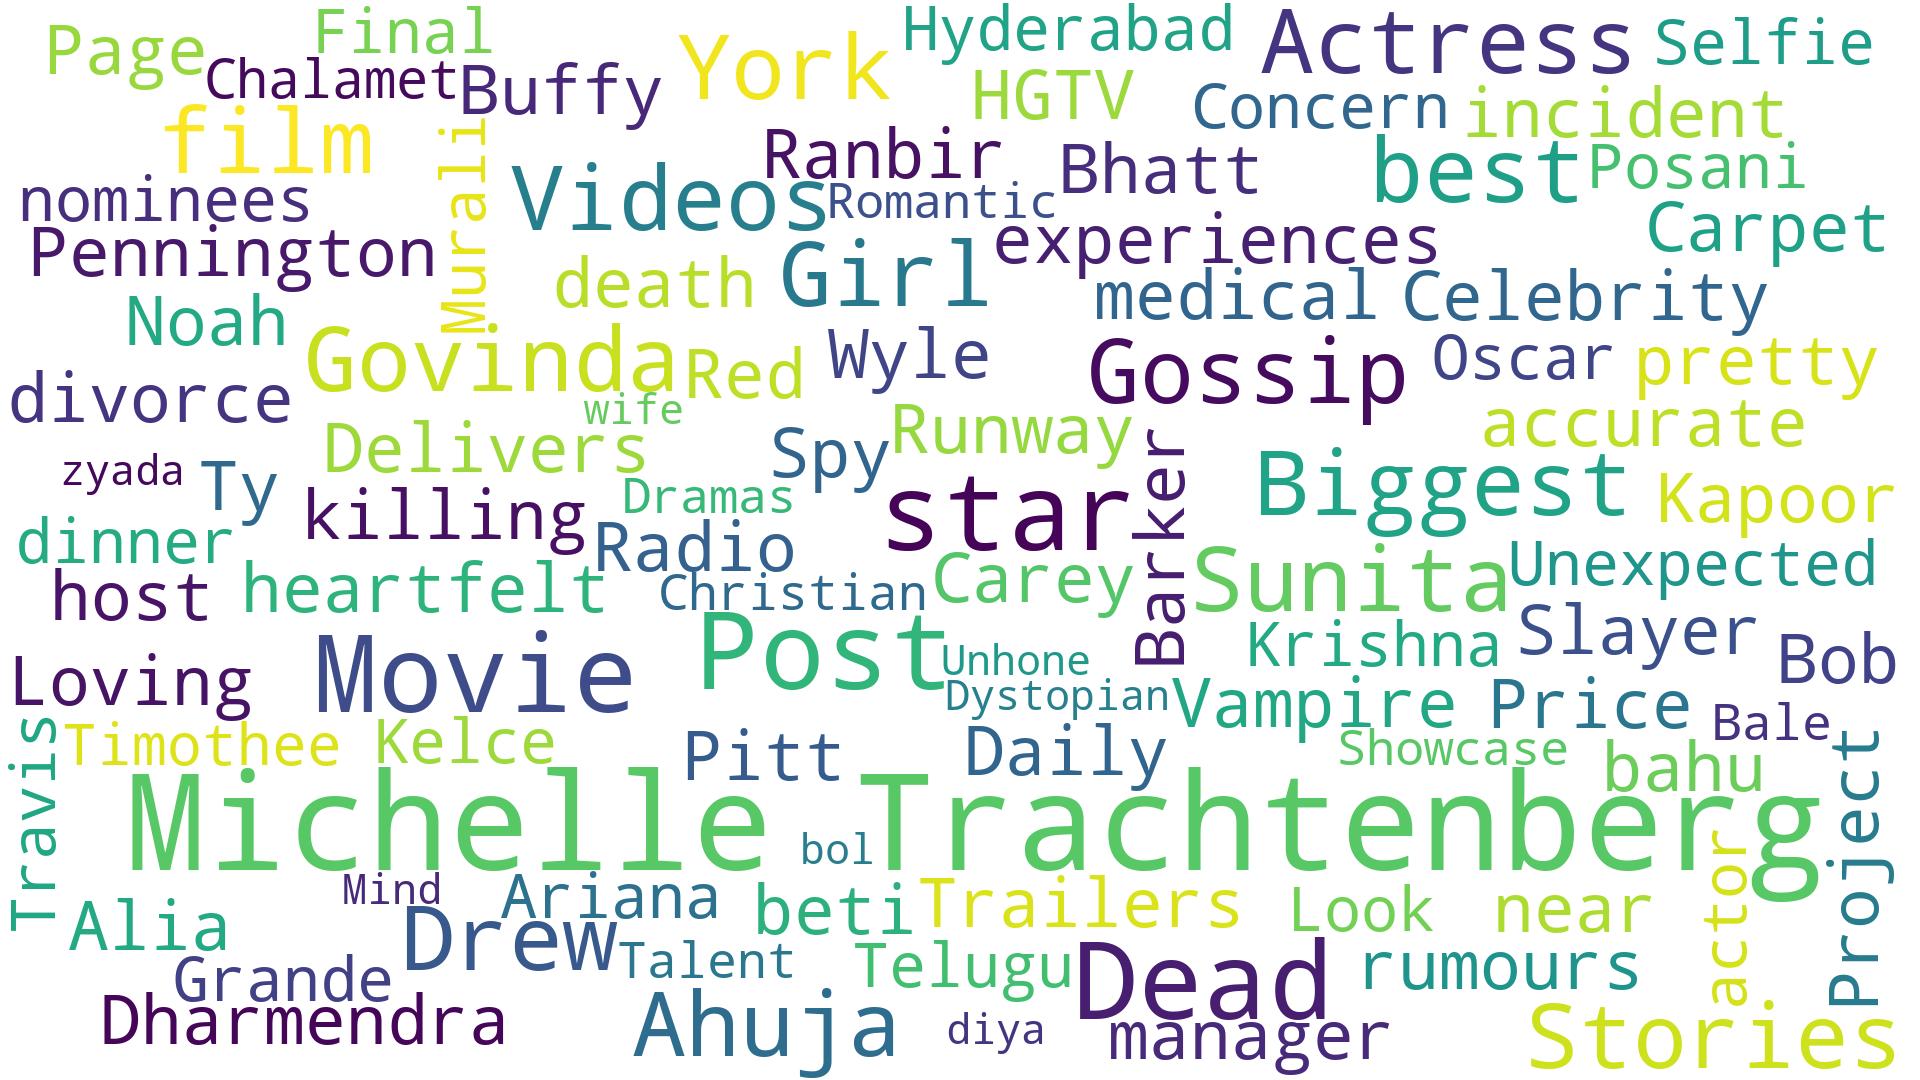 Page
Final
Chalamet
Buffy
York
Hyderabad
Actress
Selfie
HGTV
Concern
incident
film
Murali
Videos
Ranbir
Romantic
Bhatt
best
Posani
nominees
Pennington
experiences
Carpet
death
Girl
medical
Celebrity
Noah
Govinda
Red
Wyle
Gossip
Oscar
pretty
divorce
wife
Delivers
Spy
Runway
accurate
zyada
Ty
killing
Dramas
star
Barker
Biggest
Kapoor
dinner
Radio
host
heartfelt
Christian
Carey
Sunita
Unexpected
Loving
Movie
Post
Unhone
Krishna
Slayer
Bob
Dystopian
Vampire
Price
Bale
Travis
Timothee
Kelce
Pitt
Daily
Showcase
bahu
Project
Michelle Trachtenberg
bol
Mind
Ariana
beti
Trailers
Look
near
actor
Alia
Drew
Talent
Telugu
Dead
rumours
Grande
Dharmendra
Ahuja
diya
manager
Stories